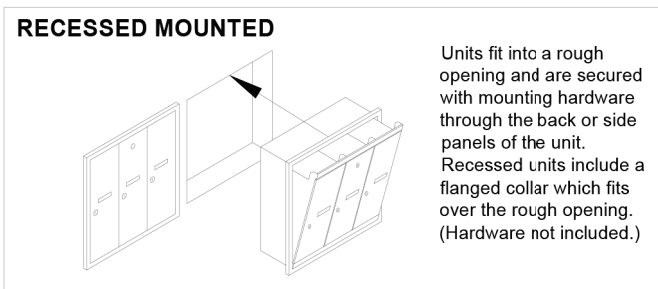 RECESSED MOUNTED
Units fit into a rough
opening and are secured
with mounting hardware
through the back or side
panels of the unit.
Recessed units include a
flanged collar which fits
over the rough opening.
(Hardware not included.)